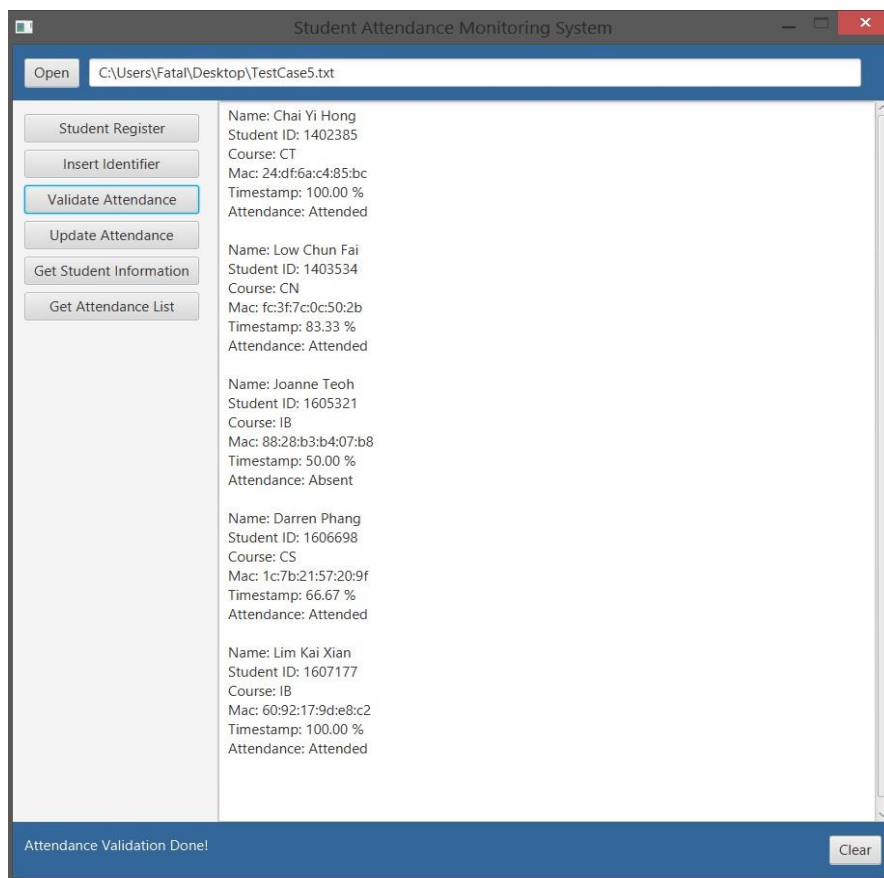 Student Attendance Monitoring System
Open
C:\Users\Fatal\Desktop\TestCase5.txt
Student Register
Insert Identifier
Validate Attendance
Update Attendance
Get Student Information
Get Attendance List
Name: Chai Yi Hong
Student ID: 1402385
Course: CT
Mac: 24:df:6a:c4:85:bc
Timestamp: 100.00 %
Attendance: Attended
Name: Low Chun Fai
Student ID: 1403534
Course: CN
Mac: fc:3f:7c:0c:50:2b
Timestamp: 83.33 %
Attendance: Attended
Name: Joanne Teoh
Student ID: 1605321
Course: IB
Mac: 88:28:b3:b4:07:b8
Timestamp: 50.00 %
Attendance: Absent
Name: Darren Phang
Student ID: 1606698
Course: CS
Mac: 1c:7b:21:57:20:9f
Timestamp: 66.67 %
Attendance: Attended
Name: Lim Kai Xian
Student ID: 1607177
Course: IB
Mac: 60:92:17:9d:e8:c2
Timestamp: 100.00 %
Attendance: Attended
Attendance Validation Done!
Clear